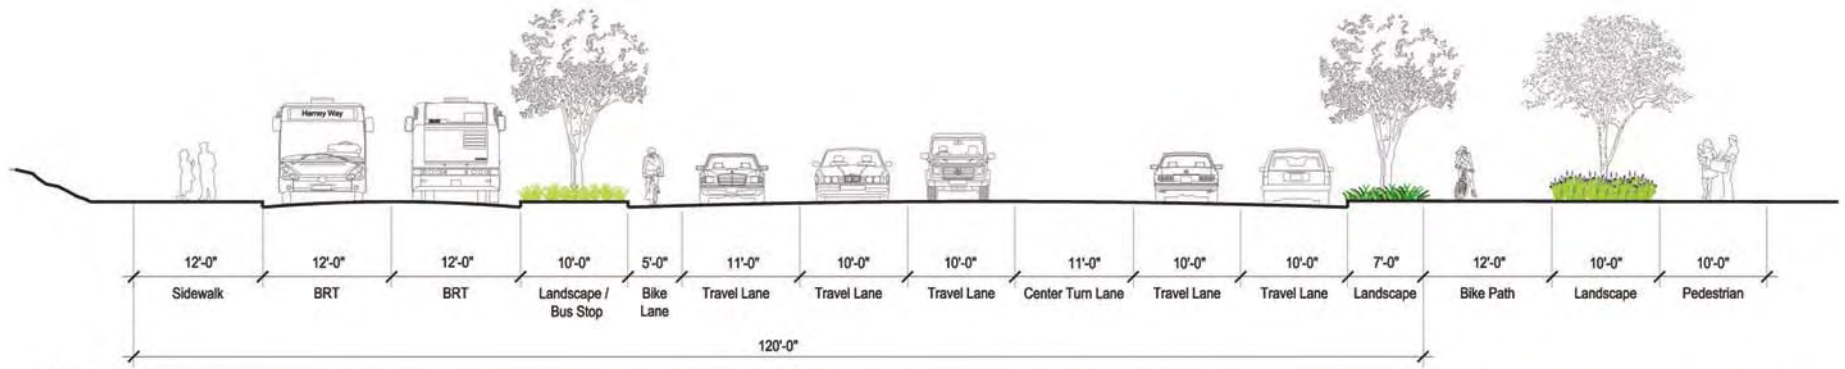 Harney Way
12'-0" 12'-0" 12'-0" 10'-0" 5'-0" 11'-0" 10'-0" 10'-0" 11'-0" 10'-0" 10'-0" 7'-0" 12'-0" 10'-0" 10'-0"
Sidewalk BRT BRT Landscape / Bike Travel Lane Travel Lane Travel Lane Center Turn Lane Travel Lane Travel Lane Landscape Bike Path Landscape Pedestrian
Bus Stop Lane
120'-0"